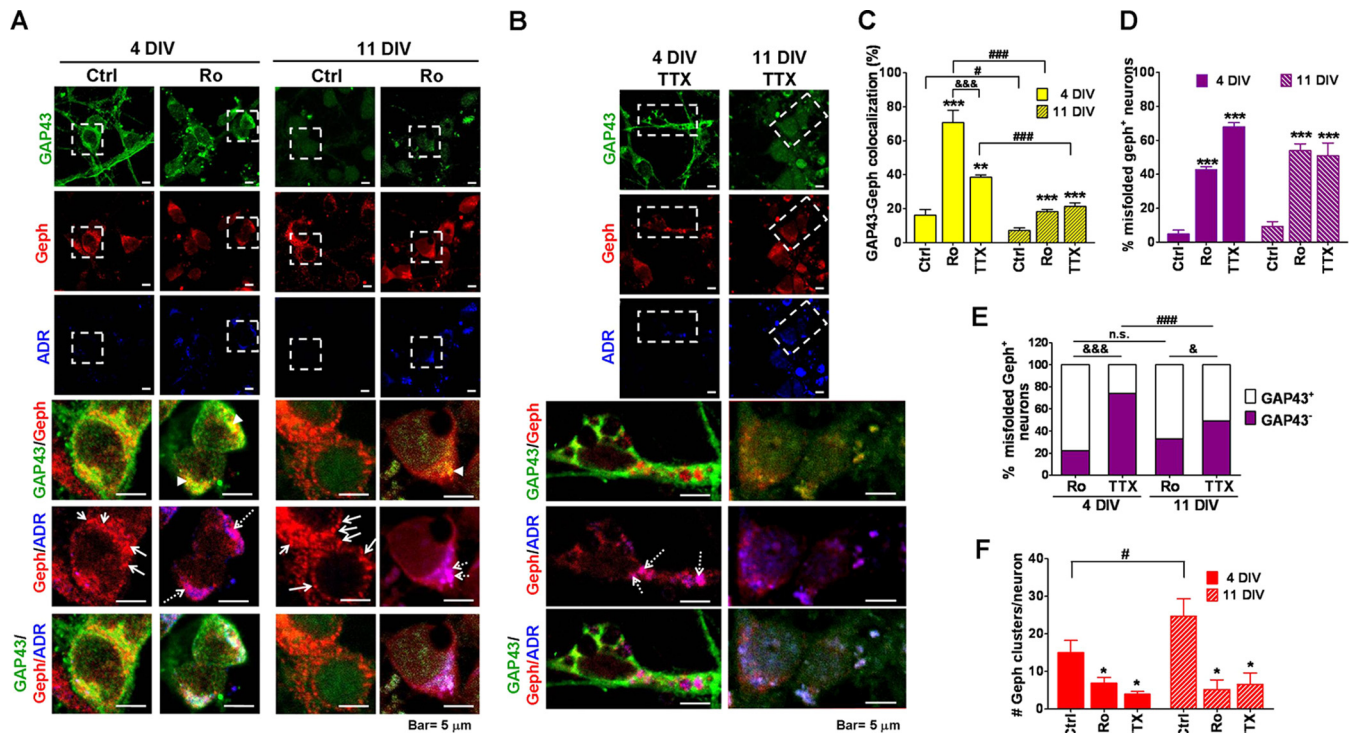 A
4 DIV
11 DIV
Ctrl
Ro
Ctrl
Ro
GAP43
Geph
ADR
GAP43/Geph
Geph/ADR
GAP43/
Geph/ADR
Bar= 5 μm
B
4 DIV
TTX
11 DIV
TTX
GAP43
Geph
ADR
GAP43/Geph
Geph/ADR
GAP43/
Geph/ADR
Bar= 5 μm
C
GAP43-Geph colocalization (%)
100
80
60
40
20
0
###
#
&&&
***
**
###
***
***
4 DIV
11 DIV
Ctrl
Ro
TTX
Ctrl
Ro
TTX
D
% misfolded geph+ neurons
100
80
60
40
20
0
4 DIV
11 DIV
***
***
***
***
Ctrl
Ro
TTX
Ctrl
Ro
TTX
E
% misfolded Geph+
neurons
120
100
80
60
40
20
0
###
n.s.
&&&
&
GAP43+
GAP43-
Ro
TTX
Ro
TTX
4 DIV
11 DIV
F
# Geph clusters/neuron
40
30
20
10
0
#
4 DIV
11 DIV
*
*
*
*
Ctrl
Ro
TTX
Ctrl
Ro
TTX